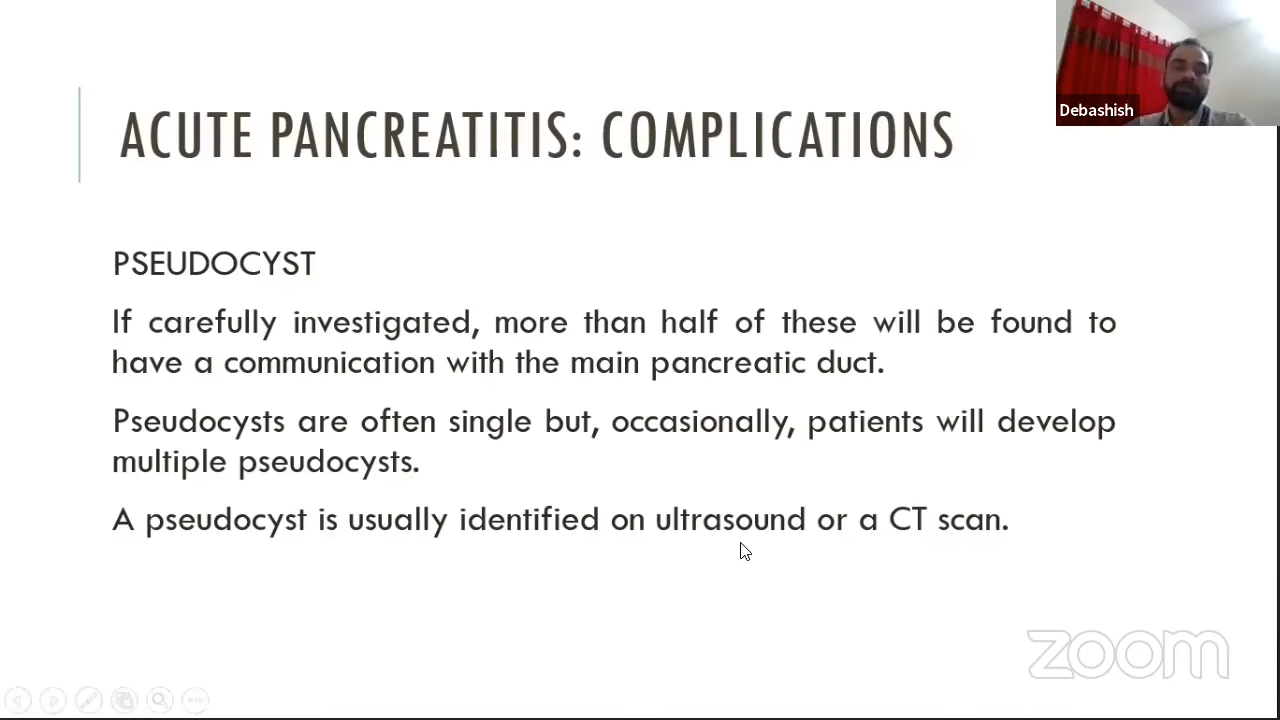 Debashish
ACUTE PANCREATITIS: COMPLICATIONS
PSEUDOCYST
If carefully investigated, more than half of these will be found to
have a communication with the main pancreatic duct.
Pseudocysts are often single but, occasionally, patients will develop
multiple pseudocysts.
A pseudocyst is usually identified on ultrasound or a CT scan.
zoom